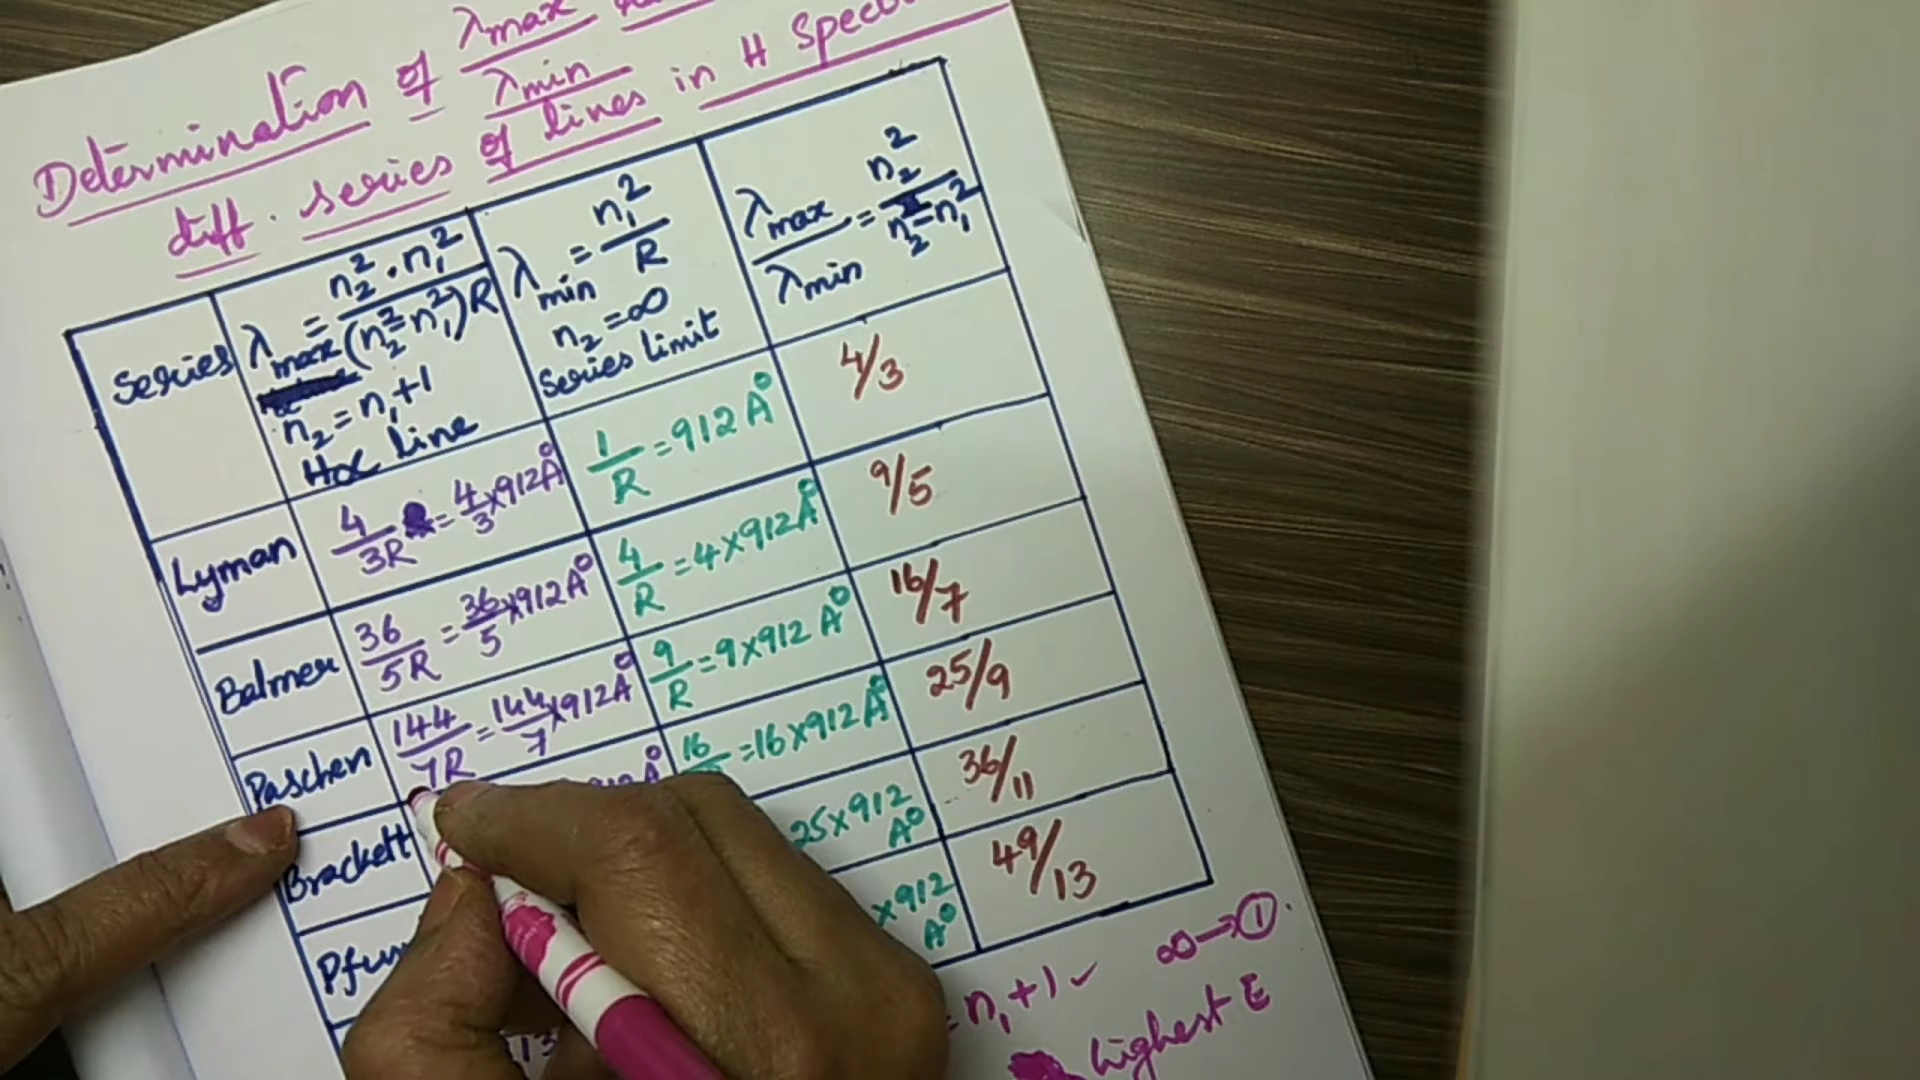 Determination of λmax
λmin
diff. series of lines in H
Series
λmax = n₂² . n₁² / (n₂² - n₁²) R
n₂ = n₁ + 1
Hα line
λmin = n₁² / R
n₂ = ∞
Series limit
λmax / λmin = n₂² / n₂² - n₁²
Lyman
4/3R = 4/3 × 912 A°
1/R = 912 A°
4/3
Balmer
36/5R = 36/5 × 912 A°
4/R = 4 × 912 A°
9/5
Paschen
144/7R = 144/7 × 912 A°
9/R = 9 × 912 A°
16/7
Brackett
16 = 16 × 912 A°
25/9
25 × 912 A°
36/11
× 912 A°
49/13
= n₁ + 1 ✓
∞ → ①.
highest E